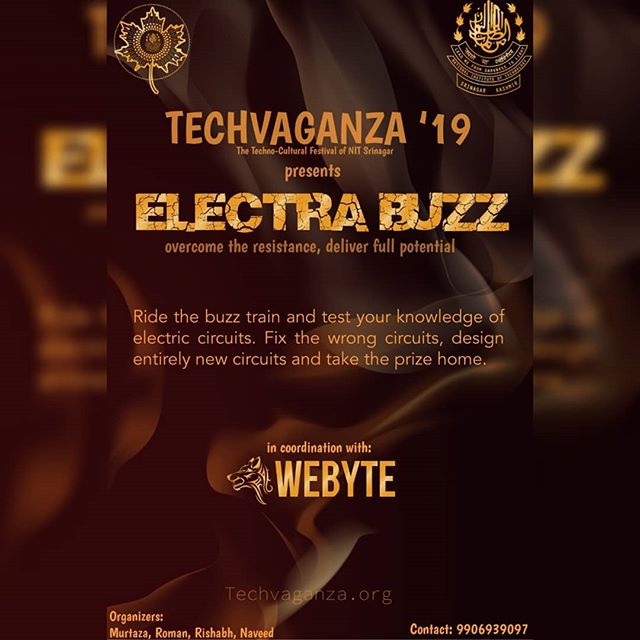 TECHVAGANZA '19
The Techno-Cultural Festival of NIT Srinagar
presents
ELECTRA BUZZ
overcome the resistance, deliver full potential
Ride the buzz train and test your knowledge of
electric circuits. Fix the wrong circuits, design
entirely new circuits and take the prize home.
in coordination with:
WEBYTE
Techvaganza.org
Organizers:
Murtaza, Roman, Rishabh, Naveed
Contact: 9906939097
SRINAGAR KASHMIR